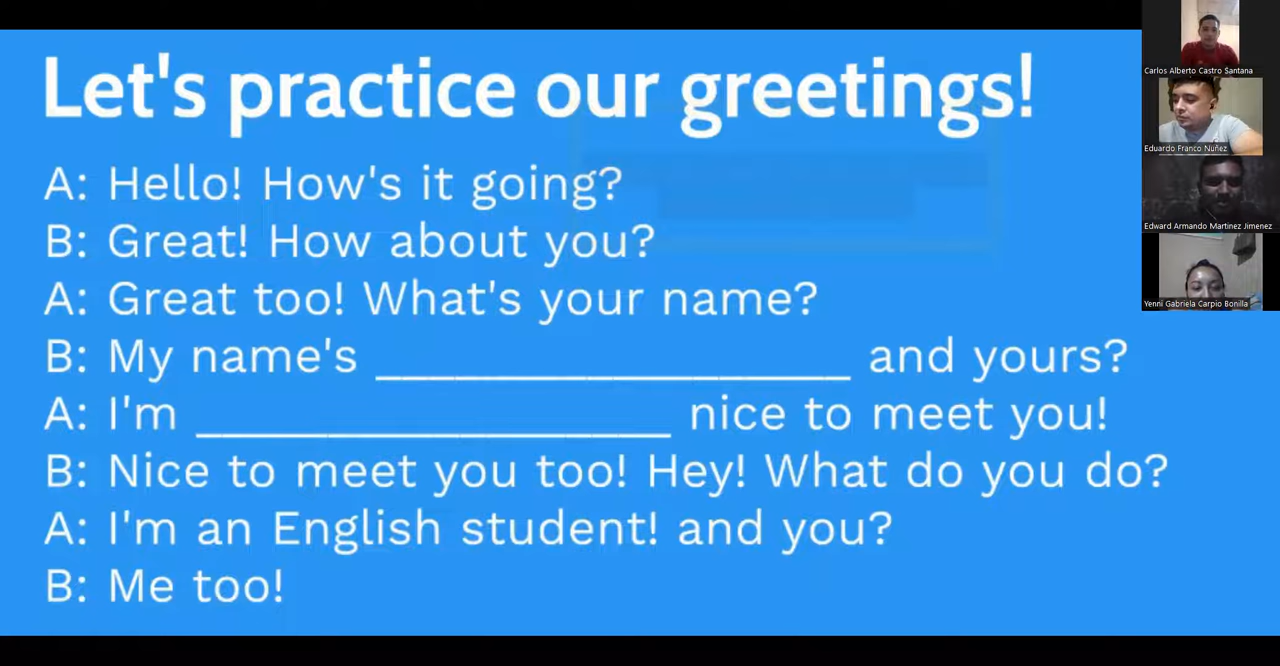 Let's practice our greetings!
A: Hello! How's it going?
B: Great! How about you?
A: Great too! What's your name?
B: My name's __________________ and yours?
A: I'm __________________ nice to meet you!
B: Nice to meet you too! Hey! What do you do?
A: I'm an English student! and you?
B: Me too!
Carlos Alberto Castro Santana
Eduardo Franco Nuñez
Edward Armando Martinez Jimenez
Yenni Gabriela Carpio Bonilla